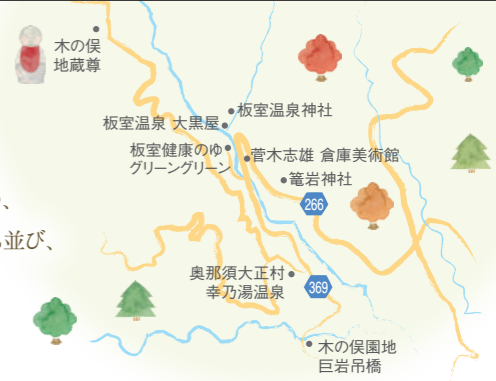 木の俣
地蔵尊
板室温泉神社
板室温泉 大黒屋
板室健康のゆ
グリーングリーン
菅木志雄 倉庫美術館
篭岩神社
266
、
並び、
奥那須大正村
幸乃湯温泉
369
木の俣園地
巨岩吊橋